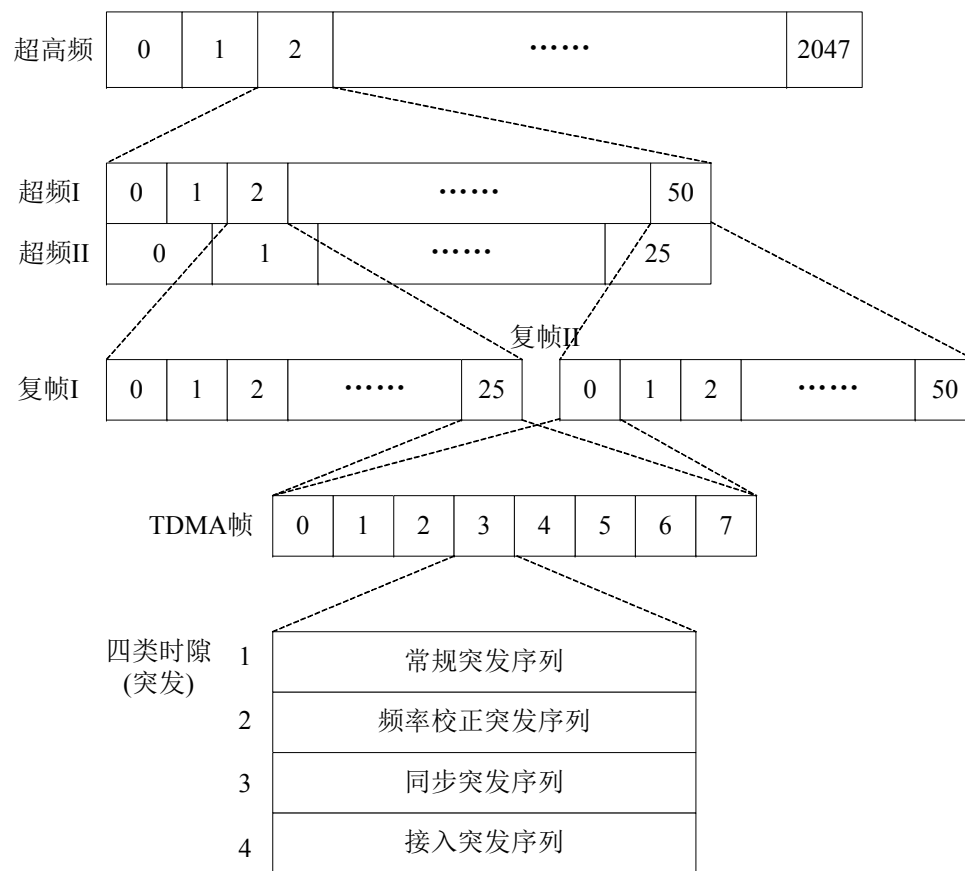 超高频 0 1 2 …… 2047
超频I 0 1 2 …… 50
超频II 0 1 …… 25
复帧II
复帧I 0 1 2 …… 25 0 1 2 …… 50
TDMA帧 0 1 2 3 4 5 6 7
四类时隙 1 常规突发序列
(突发)
2 频率校正突发序列
3 同步突发序列
4 接入突发序列